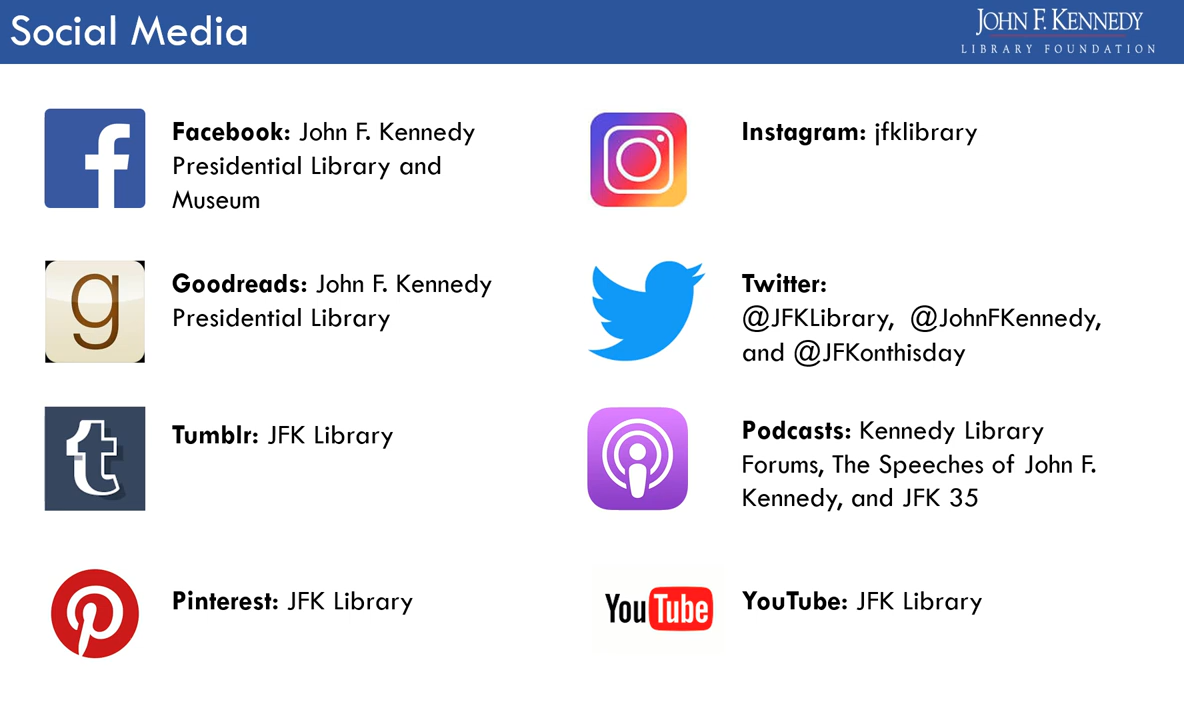 Social Media
JOHN F. KENNEDY
LIBRARY FOUNDATION
f
Facebook: John F. Kennedy
Presidential Library and
Museum
Instagram: jfklibrary
g
Goodreads: John F. Kennedy
Presidential Library
Twitter:
@JFKLibrary, @JohnFKennedy,
and @JFKonthisday
t
Tumblr: JFK Library
Podcasts: Kennedy Library
Forums, The Speeches of John F.
Kennedy, and JFK 35
P
Pinterest: JFK Library
YouTube
YouTube: JFK Library